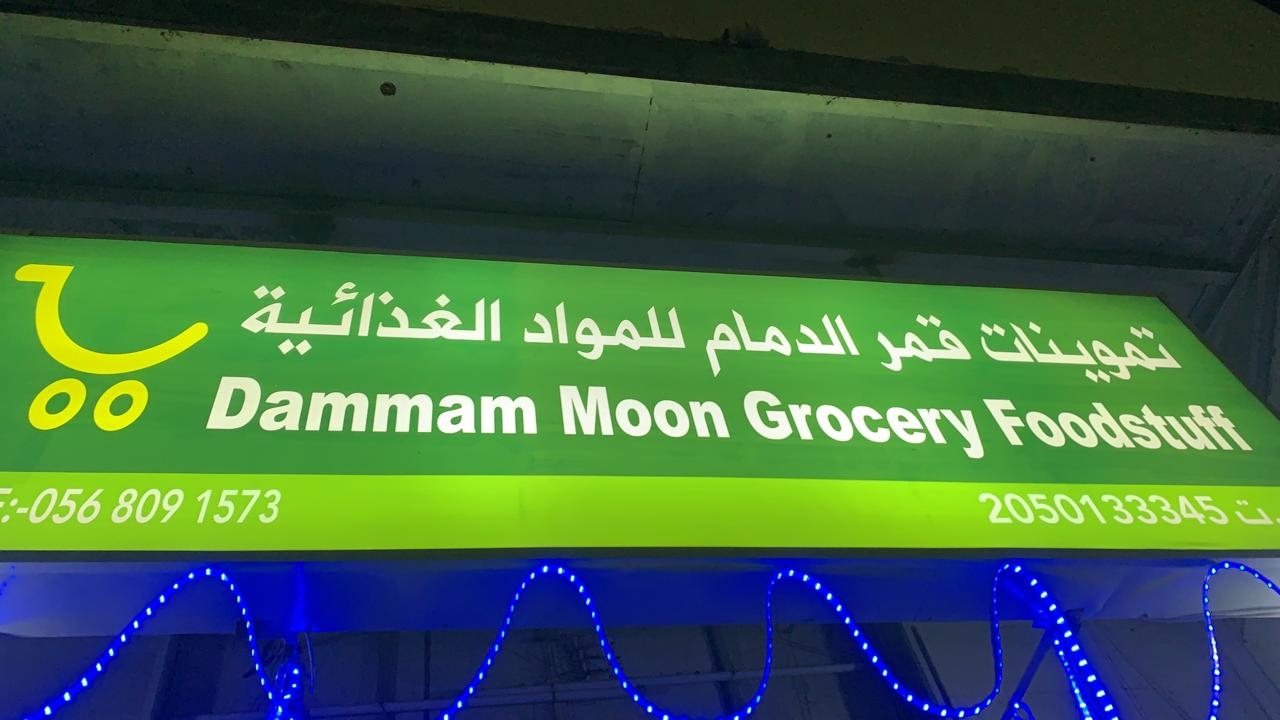 تموينات قمر الدمام للمواد الغذائية
Dammam Moon Grocery Foodstuff
:-056 809 1573
2050133345 ت